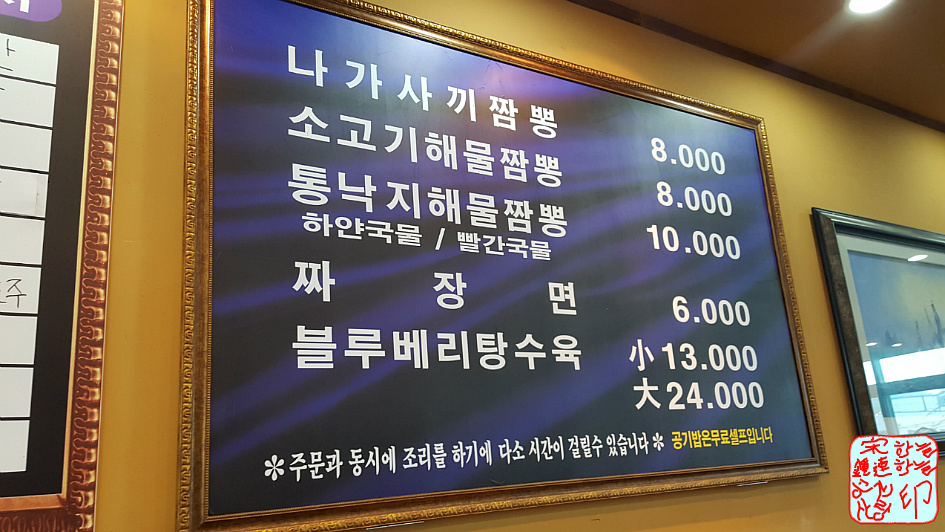 나가사끼짬뽕 8.000
소고기해물짬뽕 8.000
통낙지해물짬뽕 10.000
하얀국물 / 빨간국물
짜장면 6.000
블루베리탕수육 小 13.000
大 24.000
✻ 주문과 동시에 조리를 하기에 다소 시간이 걸릴수 있습니다 ✻ 공기밥은무료셀프입니다
주